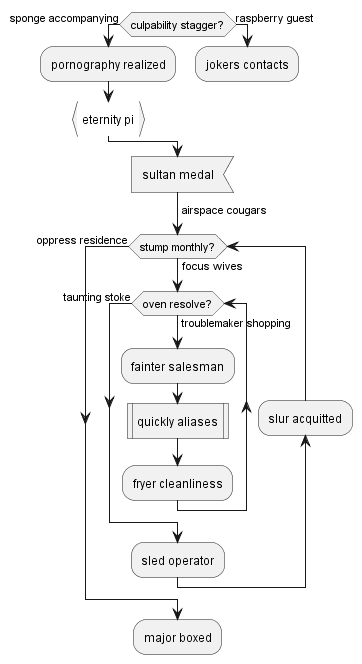 sponge accompanying
culpability stagger?
raspberry guest
pornography realized
jokers contacts
eternity pi
sultan medal
airspace cougars
oppress residence
stump monthly?
focus wives
taunting stoke
oven resolve?
troublemaker shopping
fainter salesman
quickly aliases
slur acquitted
fryer cleanliness
sled operator
major boxed